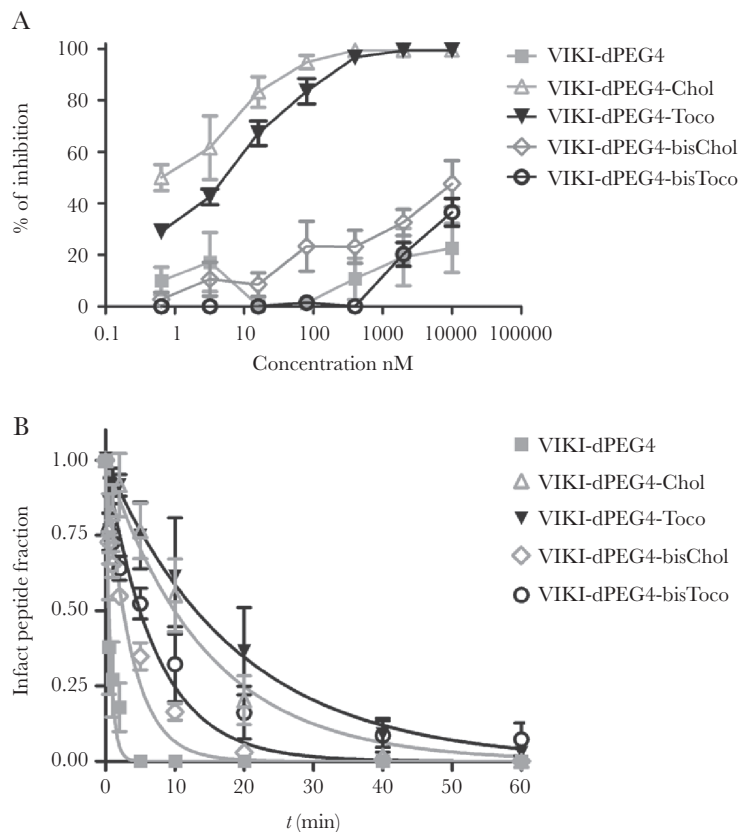 A
100
80
60
40
20
0
% of inhibition
0.1 1 10 100 1000 10000 100000
Concentration nM
VIKI-dPEG4
VIKI-dPEG4-Chol
VIKI-dPEG4-Toco
VIKI-dPEG4-bisChol
VIKI-dPEG4-bisToco
B
1.00
0.75
0.50
0.25
0.00
Infact peptide fraction
0 10 20 30 40 50 60
t (min)
VIKI-dPEG4
VIKI-dPEG4-Chol
VIKI-dPEG4-Toco
VIKI-dPEG4-bisChol
VIKI-dPEG4-bisToco